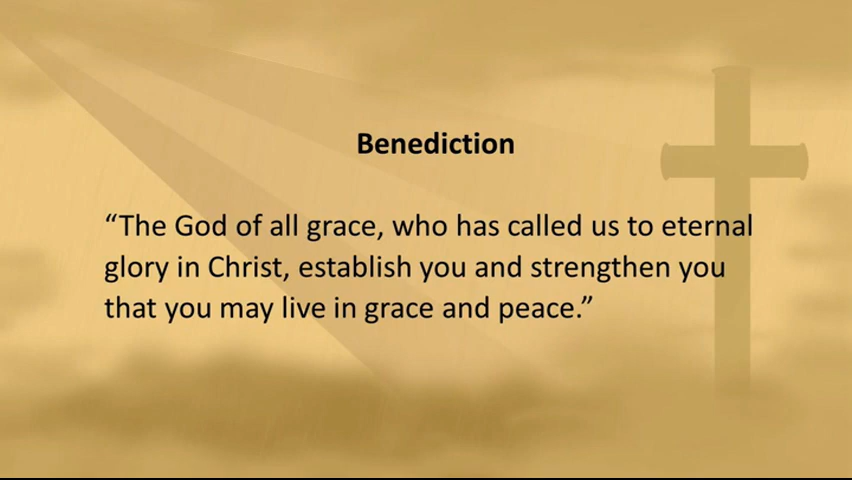 Benediction
“The God of all grace, who has called us to eternal
glory in Christ, establish you and strengthen you
that you may live in grace and peace.”